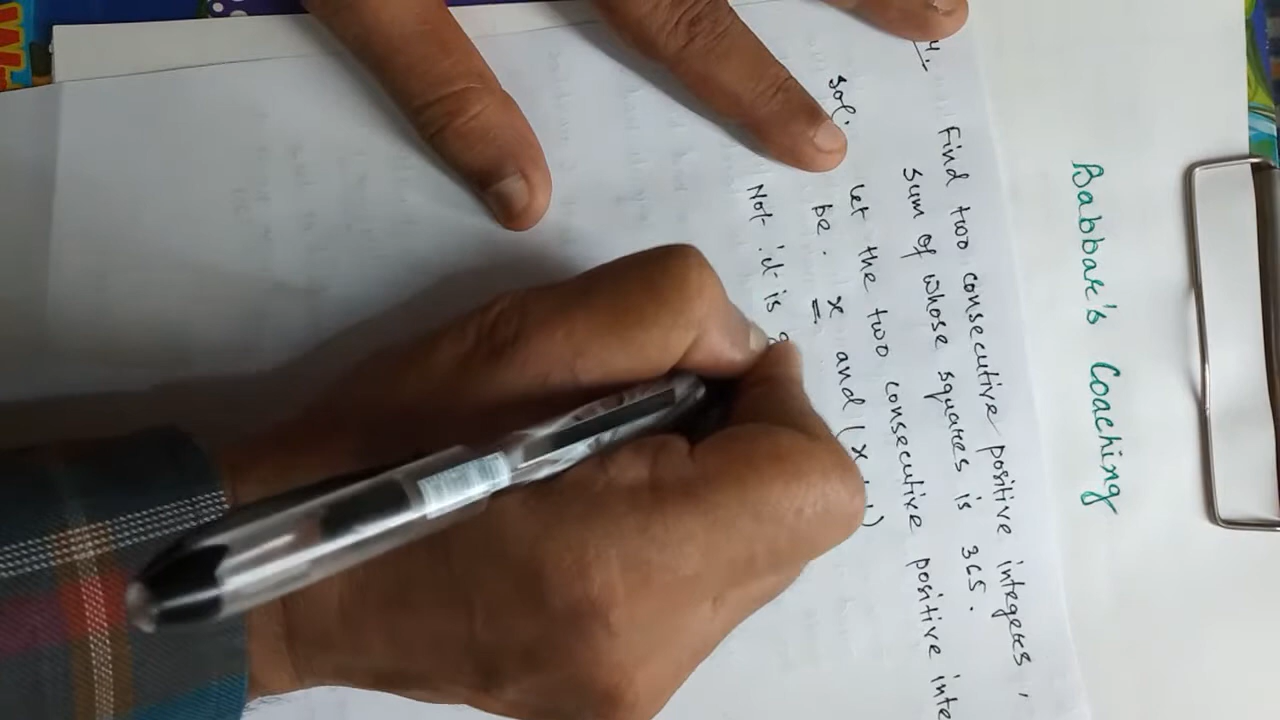 Babbar's Coaching
4. Find two consecutive positive integers,
sum of whose squares is 365.
Sol. Let the two consecutive positive inte
be. x and (x
Not it is